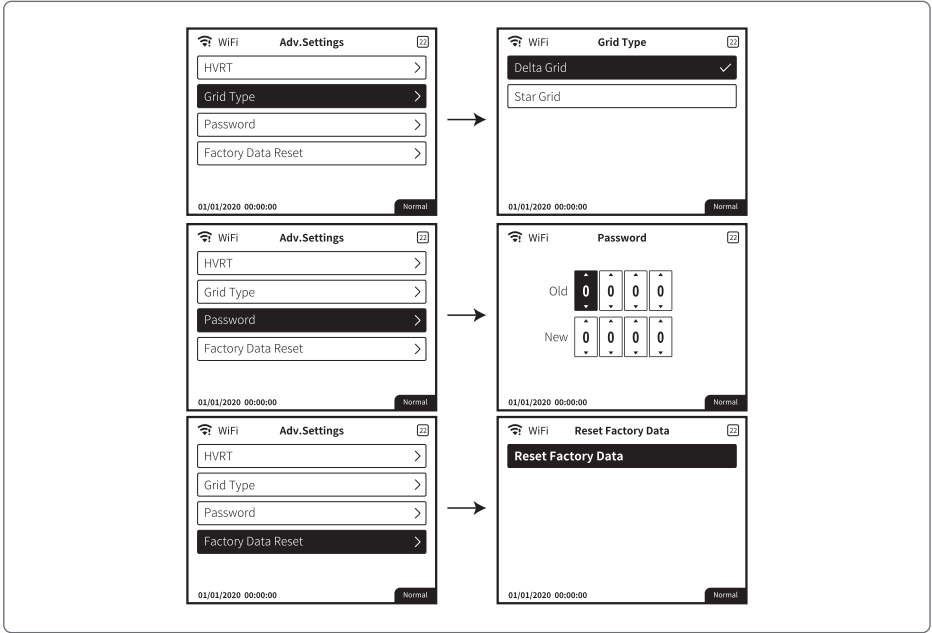 WiFi Adv.Settings 22
HVRT
Grid Type
Password
Factory Data Reset
01/01/2020 00:00:00 Normal
WiFi Grid Type 22
Delta Grid
Star Grid
01/01/2020 00:00:00 Normal
WiFi Adv.Settings 22
HVRT
Grid Type
Password
Factory Data Reset
01/01/2020 00:00:00 Normal
WiFi Password 22
Old 0 0 0 0
New 0 0 0 0
01/01/2020 00:00:00 Normal
WiFi Adv.Settings 22
HVRT
Grid Type
Password
Factory Data Reset
01/01/2020 00:00:00 Normal
WiFi Reset Factory Data 22
Reset Factory Data
01/01/2020 00:00:00 Normal